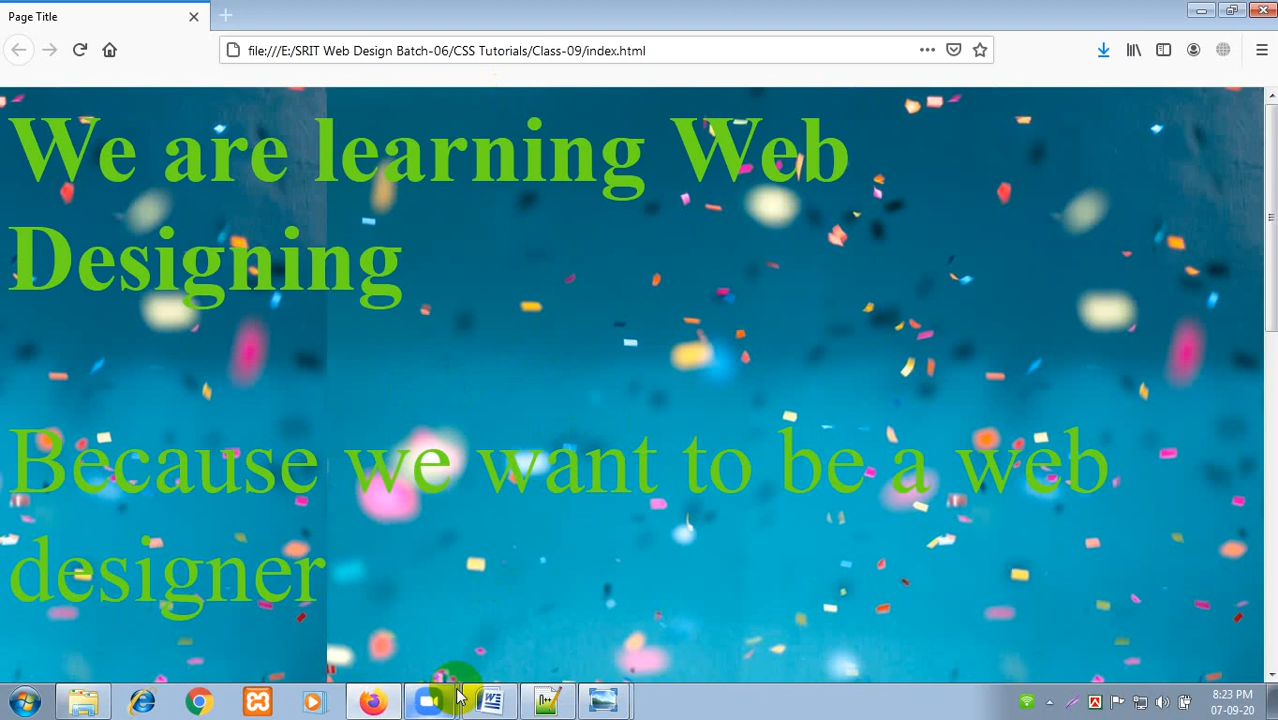 Page Title
file:///E:/SRIT Web Design Batch-06/CSS Tutorials/Class-09/index.html
We are learning Web
Designing
Because we want to be a web
designer
8:23 PM
07-09-20